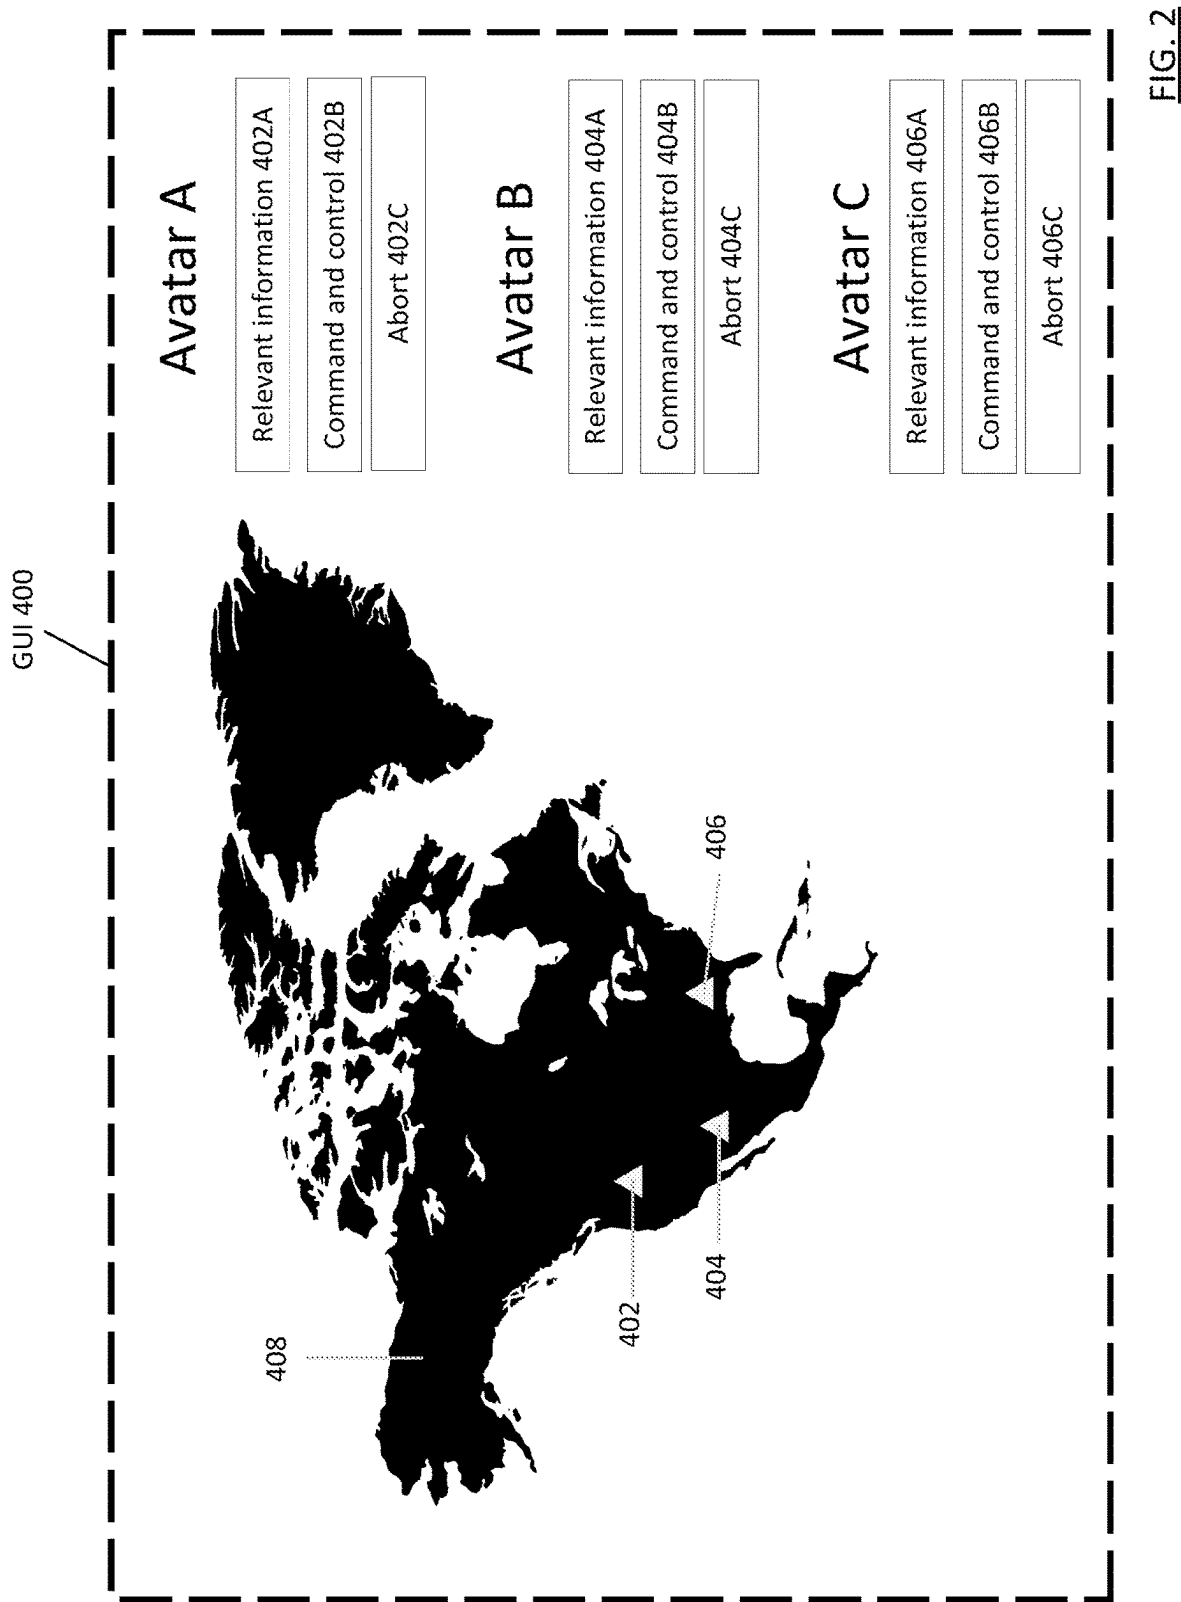 GUI 400
Avatar A
Relevant information 402A
Command and control 402B
Abort 402C
Avatar B
Relevant information 404A
Command and control 404B
Abort 404C
Avatar C
Relevant information 406A
Command and control 406B
Abort 406C
408
402
404
406
FIG. 2